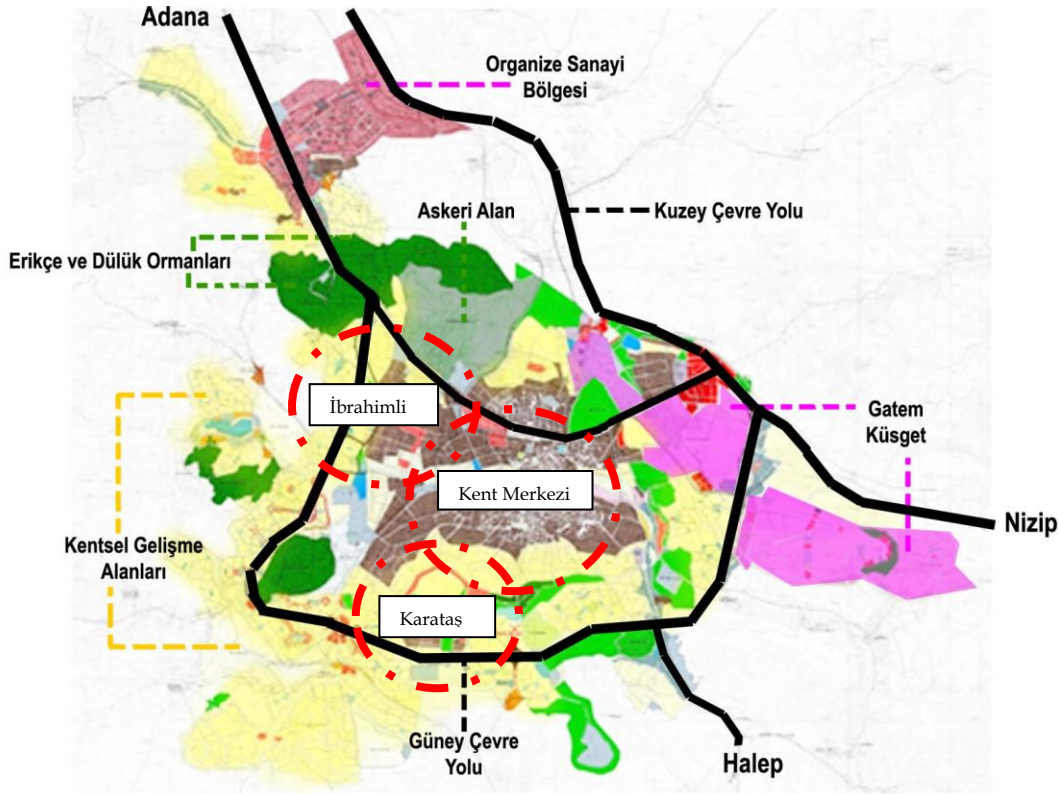 Adana
Organize Sanayi
Bölgesi
Askeri Alan
Kuzey Çevre Yolu
Erikçe ve Dülük Ormanları
İbrahimli
Gatem
Küsget
Kent Merkezi
Nizip
Kentsel Gelişme
Alanları
Karataş
Güney Çevre
Yolu
Halep